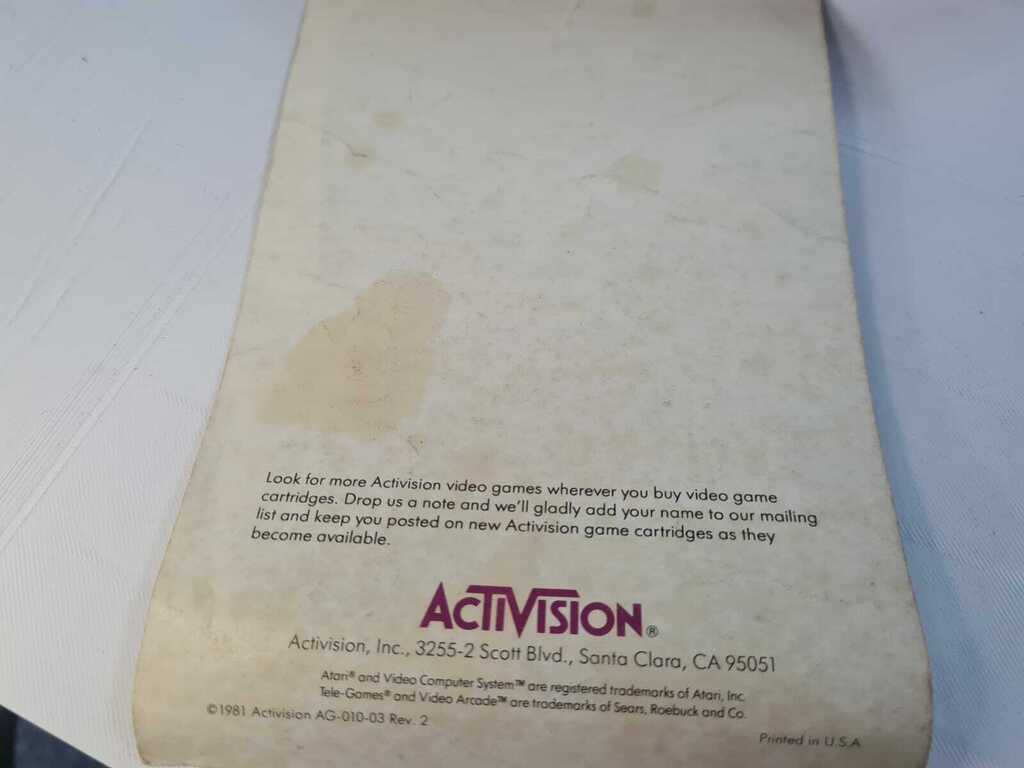 Look for more Activision video games wherever you buy video game
cartridges. Drop us a note and we'll gladly add your name to our mailing
list and keep you posted on new Activision game cartridges as they
become available.
ACTIVISION®
Activision, Inc., 3255-2 Scott Blvd., Santa Clara, CA 95051
Atari® and Video Computer System™ are registered trademarks of Atari, Inc.
Tele-Games® and Video Arcade™ are trademarks of Sears, Roebuck and Co.
©1981 Activision AG-010-03 Rev. 2
Printed in U.S.A.